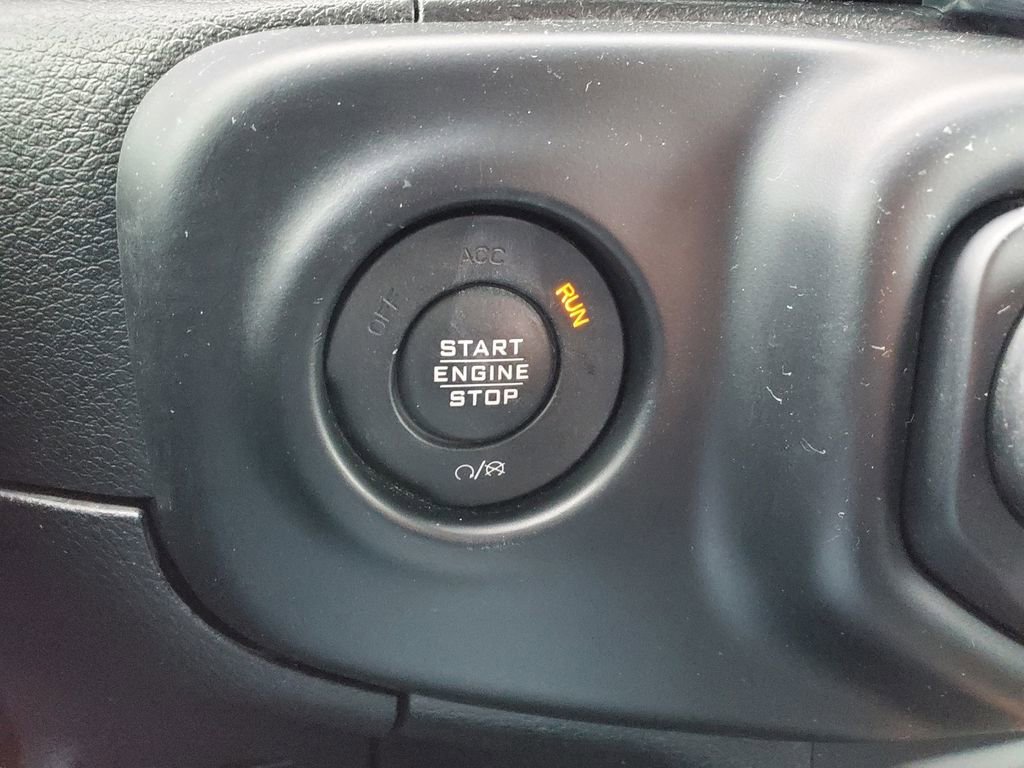 ACC
OFF
RUN
START
ENGINE
STOP